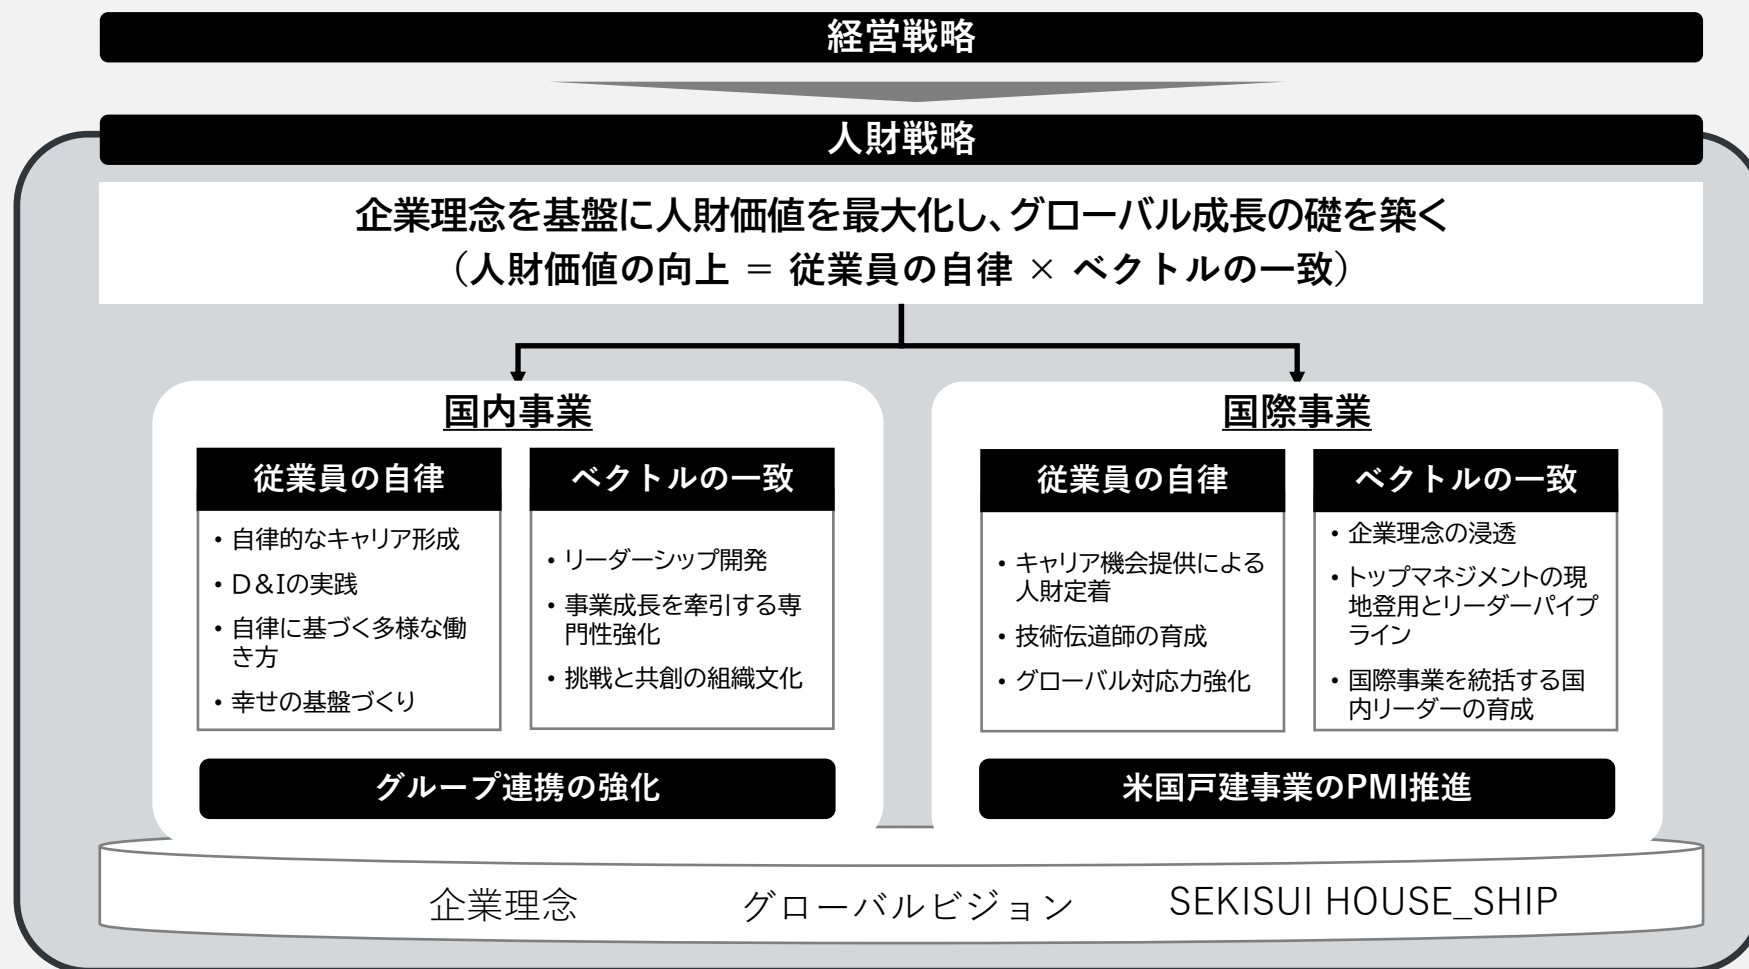 経営戦略
人財戦略
企業理念を基盤に人財価値を最大化し、グローバル成長の礎を築く
（人財価値の向上 ＝ 従業員の自律 × ベクトルの一致）
国内事業
従業員の自律
・自律的なキャリア形成
・D&Iの実践
・自律に基づく多様な働
き方
・幸せの基盤づくり
ベクトルの一致
・リーダーシップ開発
・事業成長を牽引する専
門性強化
・挑戦と共創の組織文化
グループ連携の強化
国際事業
従業員の自律
・キャリア機会提供による
人財定着
・技術伝道師の育成
・グローバル対応力強化
ベクトルの一致
・企業理念の浸透
・トップマネジメントの現
地登用とリーダーパイプ
ライン
・国際事業を統括する国
内リーダーの育成
米国戸建事業のPMI推進
企業理念 グローバルビジョン SEKISUI HOUSE_SHIP